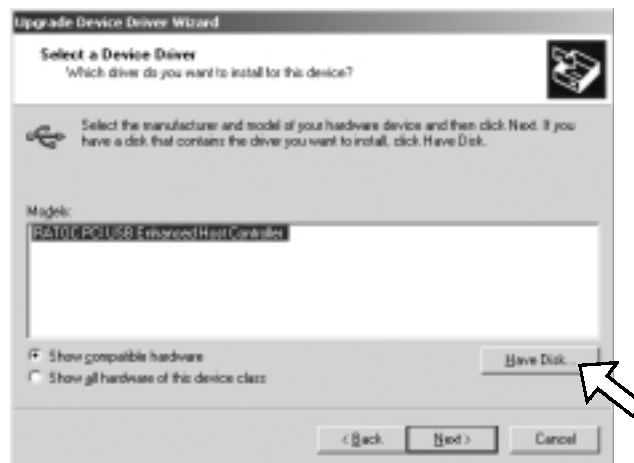 Upgrade Device Driver Wizard
Select a Device Driver
Which driver do you want to install for this device?
Select the manufacturer and model of your hardware device and then click Next. If you
have a disk that contains the driver you want to install, click Have Disk.
Models:
RATOC PCI USB Enhanced Host Controller
Show compatible hardware
Have Disk...
Show all hardware of this device class
< Back
Next >
Cancel